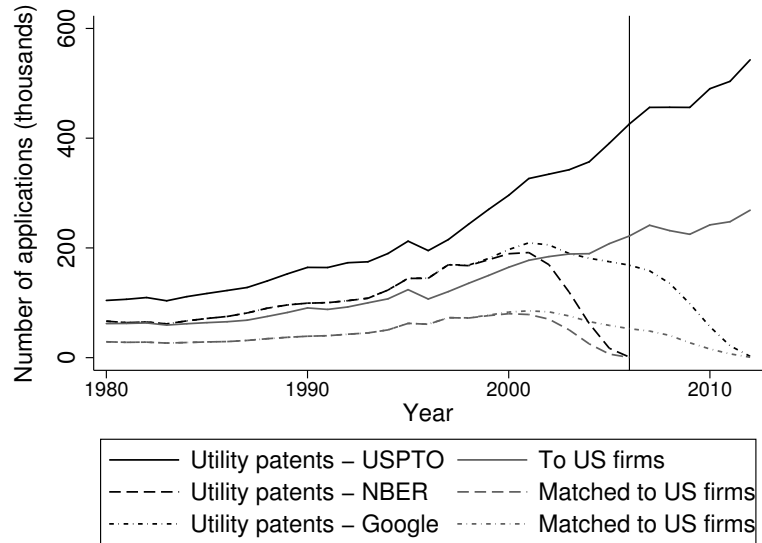 Number of applications (thousands)
600
400
200
0
1980
1990
2000
2010
Year
Utility patents − USPTO
To US firms
Utility patents − NBER
Matched to US firms
Utility patents − Google
Matched to US firms